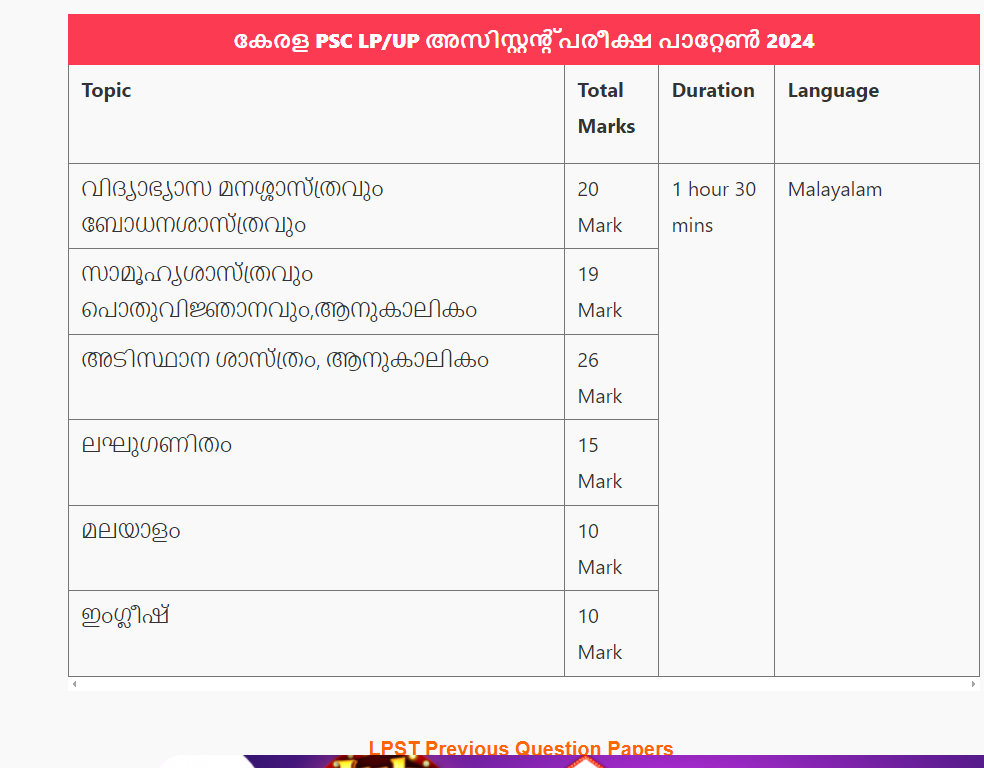 കേരള PSC LP/UP അസിസ്റ്റന്റ് പരീക്ഷ പാറ്റേൺ 2024
Topic
Total
Marks
Duration
Language
വിദ്യാഭ്യാസ മനശ്ശാസ്ത്രവും
ബോധനശാസ്ത്രവും
20
Mark
1 hour 30
mins
Malayalam
സാമൂഹ്യശാസ്ത്രവും
പൊതുവിജ്ഞാനവും,ആനുകാലികം
19
Mark
അടിസ്ഥാന ശാസ്ത്രം, ആനുകാലികം
26
Mark
ലഘുഗണിതം
15
Mark
മലയാളം
10
Mark
ഇംഗ്ലീഷ്
10
Mark
LPST Previous Question Papers